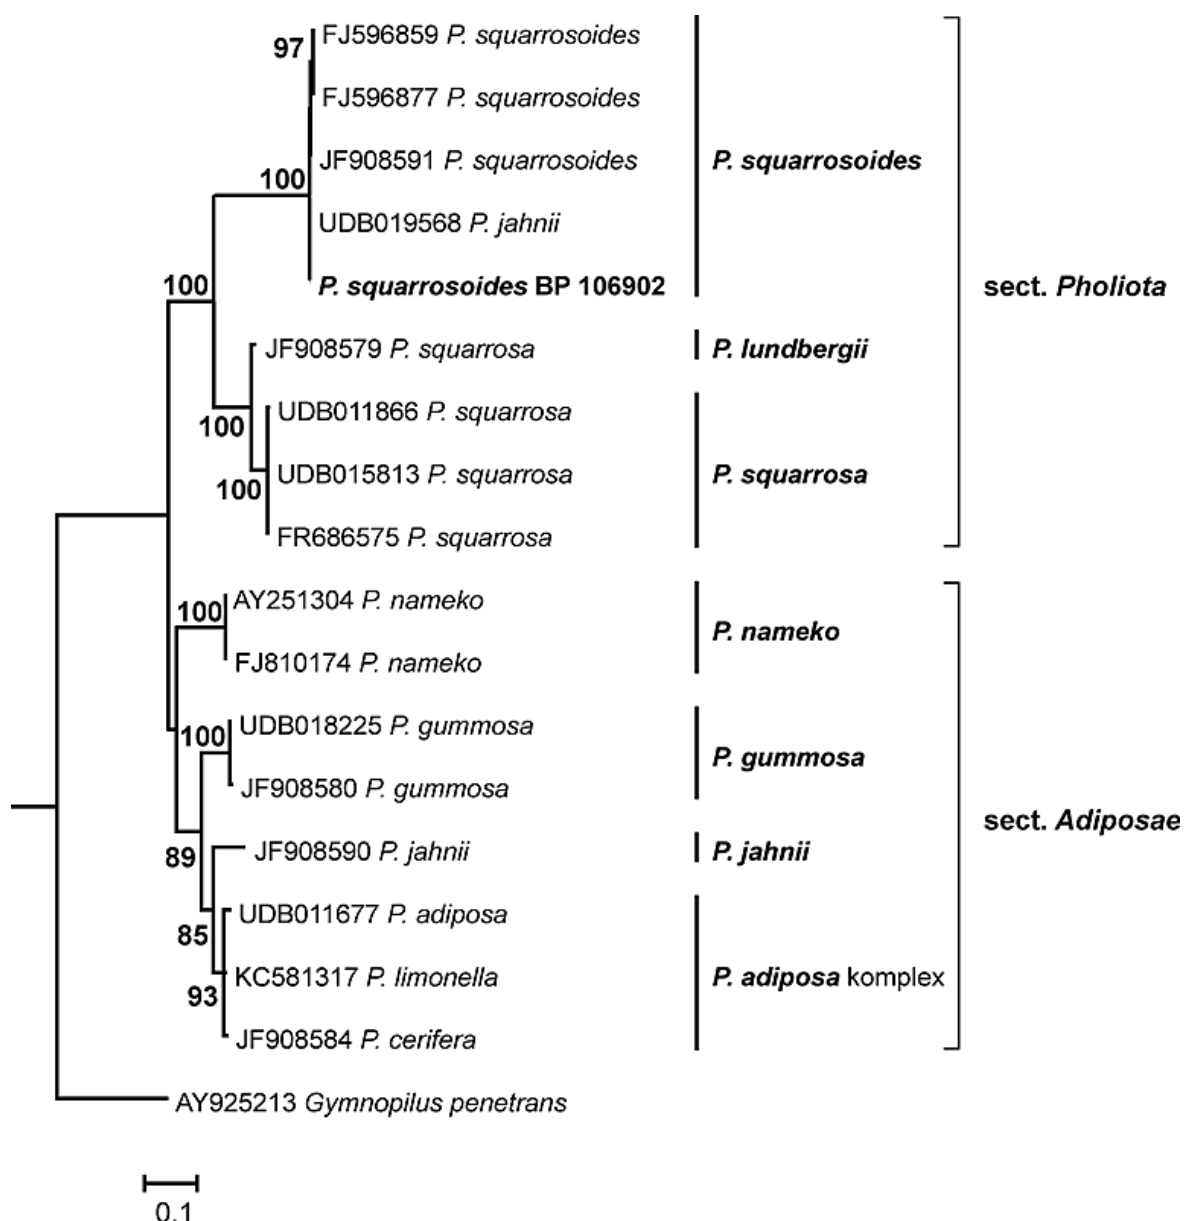 97
FJ596859 P. squarrosoides
FJ596877 P. squarrosoides
JF908591 P. squarrosoides
P. squarrosoides
100
UDB019568 P. jahnii
100
P. squarrosoides BP 106902
sect. Pholiota
JF908579 P. squarrosa
P. lundbergii
UDB011866 P. squarrosa
100
UDB015813 P. squarrosa
P. squarrosa
100
FR686575 P. squarrosa
AY251304 P. nameko
100
P. nameko
FJ810174 P. nameko
UDB018225 P. gummosa
100
P. gummosa
JF908580 P. gummosa
sect. Adiposae
JF908590 P. jahnii
P. jahnii
89
UDB011677 P. adiposa
85
KC581317 P. limonella
P. adiposa komplex
93
JF908584 P. cerifera
AY925213 Gymnopilus penetrans
0.1